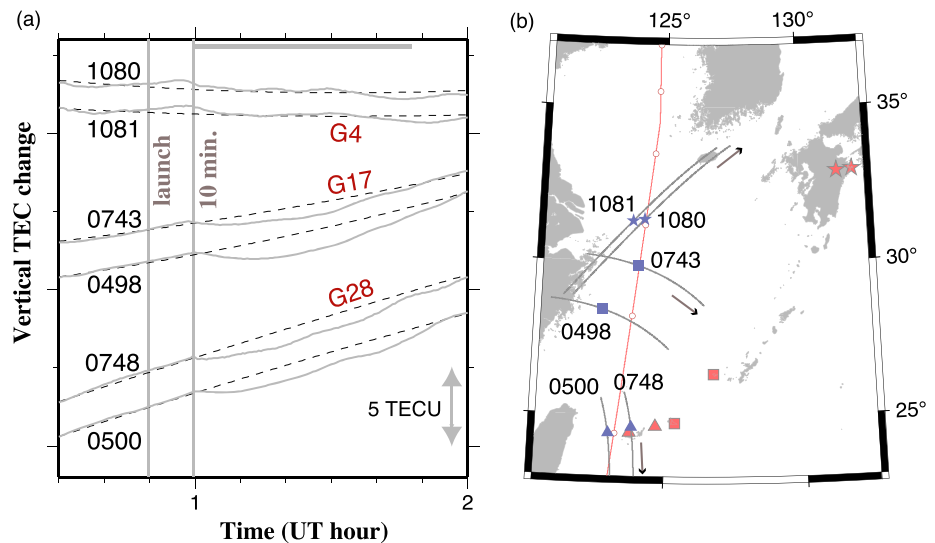 (a)
1080
1081
G4
launch
10 min.
G17
0743
0498
G28
0748
5 TECU
0500
Vertical TEC change
1
2
Time (UT hour)
(b)
125°
130°
35°
1081
1080
0743
30°
0498
0500
0748
25°